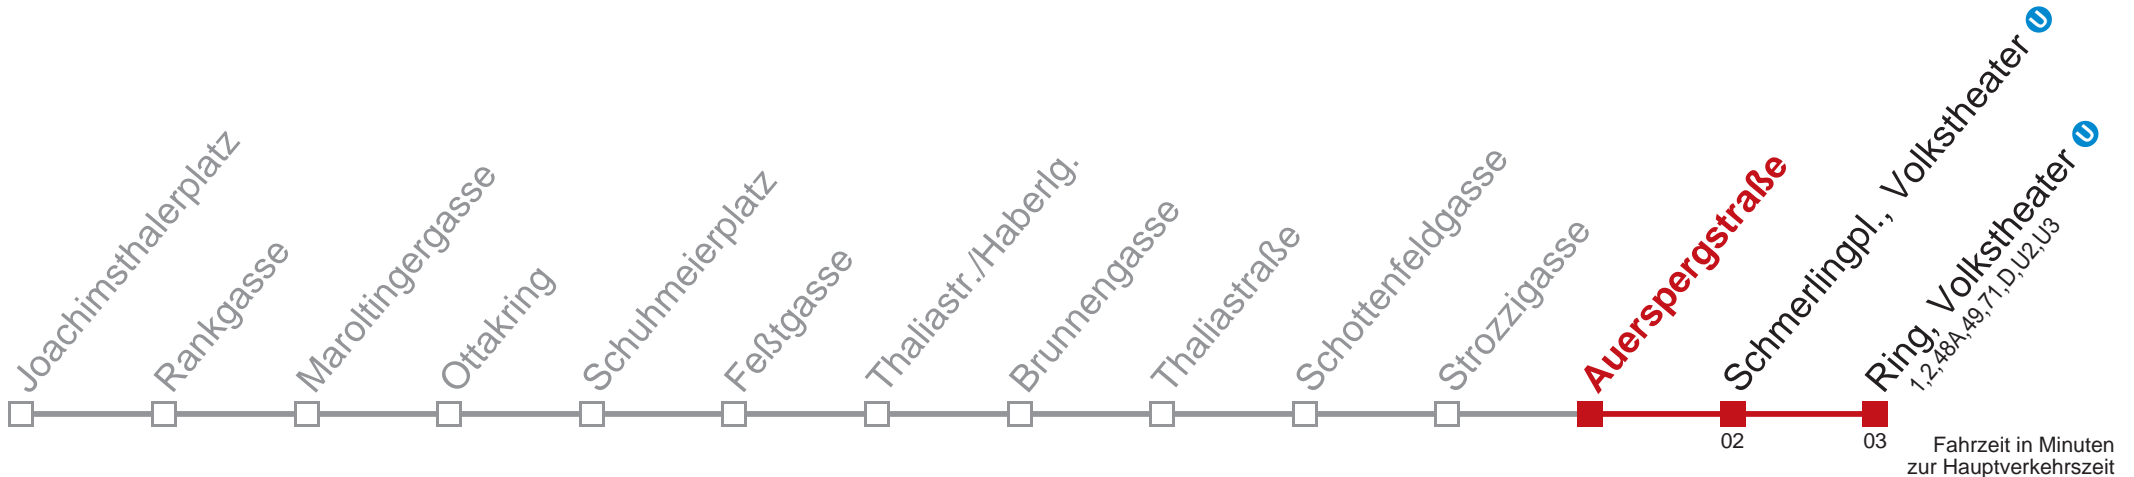 Joachimsthalerplatz
Rankgasse
Maroltingergasse
Ottakring
Schuhmeierplatz
Feßtgasse
Thaliastr./Haberlg.
Brunnengasse
Thaliastraße
Schottenfeldgasse
Strozzigasse
Auerspergstraße
Schmerlingpl., Volkstheater U
Ring, Volkstheater U
1,2,48A,49,71,D,U2,U3
02
03
Fahrzeit in Minuten
zur Hauptverkehrszeit